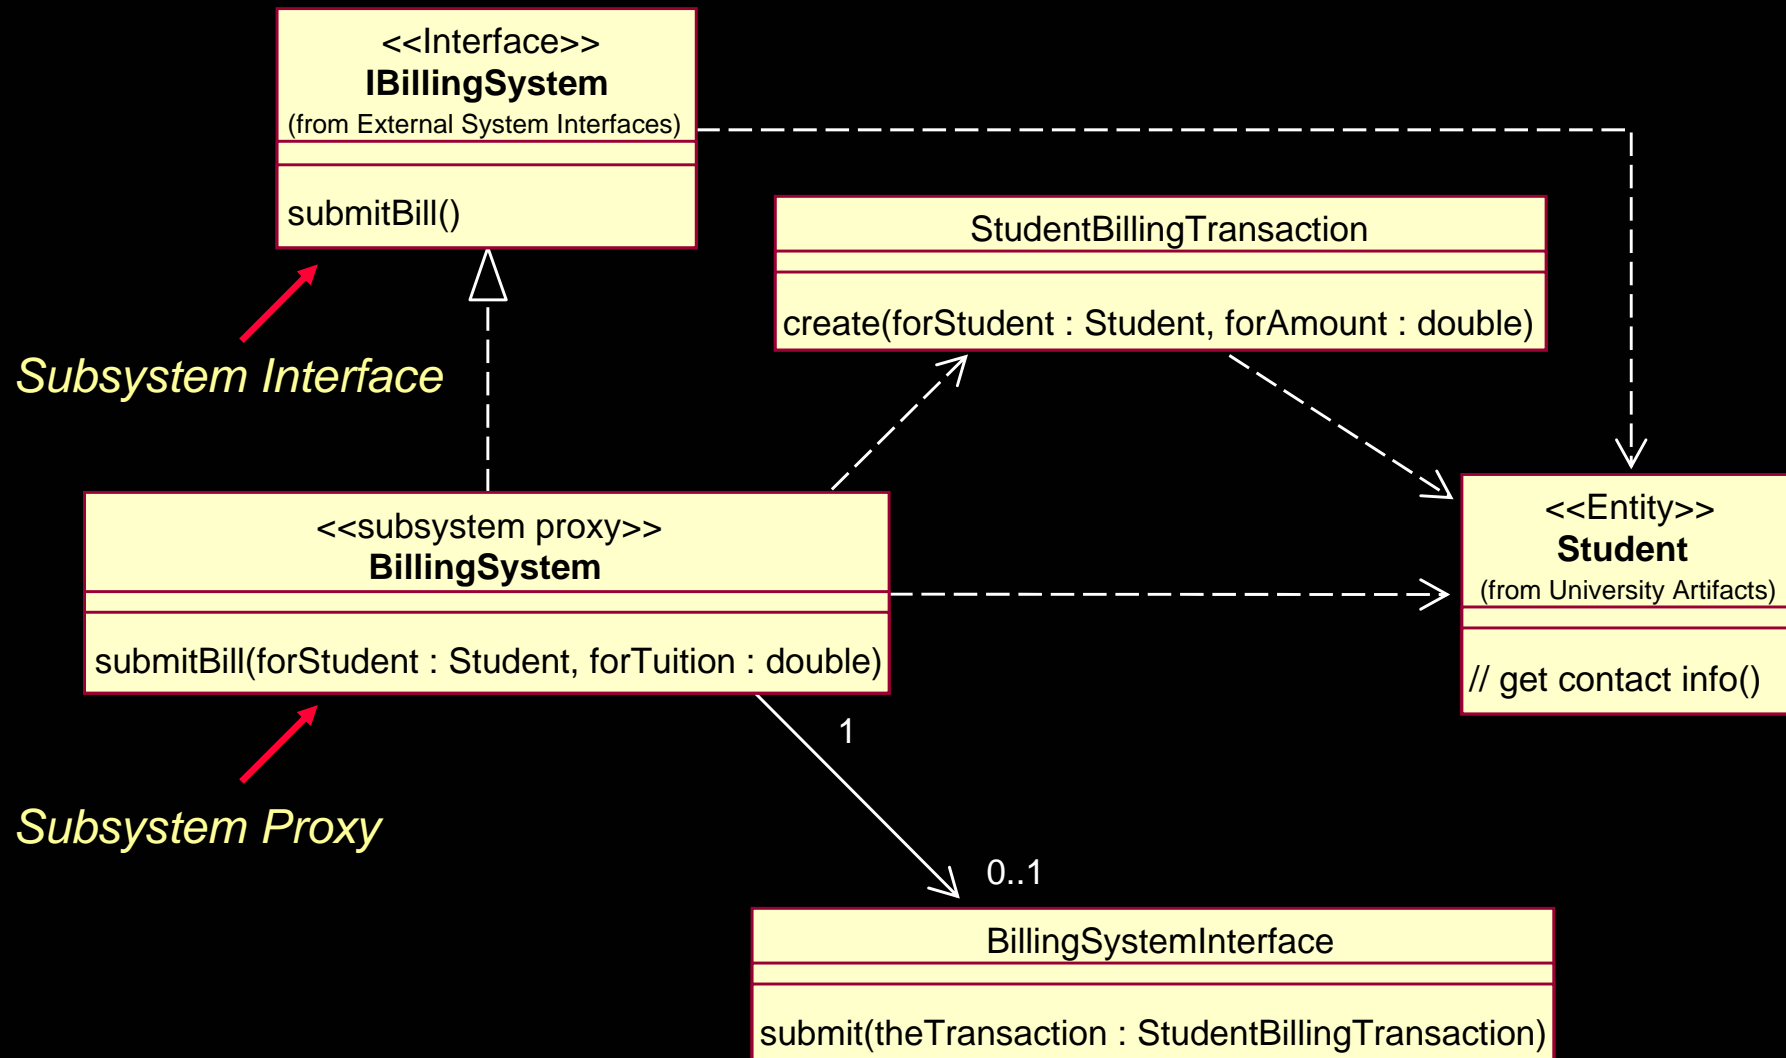 <<Interface>>
IBillingSystem
(from External System Interfaces)
submitBill()
StudentBillingTransaction
create(forStudent : Student, forAmount : double)
Subsystem Interface
<<subsystem proxy>>
BillingSystem
submitBill(forStudent : Student, forTuition : double)
<<Entity>>
Student
(from University Artifacts)
// get contact info()
1
Subsystem Proxy
0..1
BillingSystemInterface
submit(theTransaction : StudentBillingTransaction)